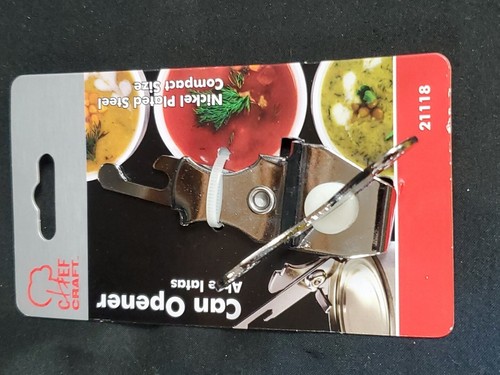 CHEF
CRAFT
Can Opener
Abre latas
Nickel Plated Steel
Compact Size
21118